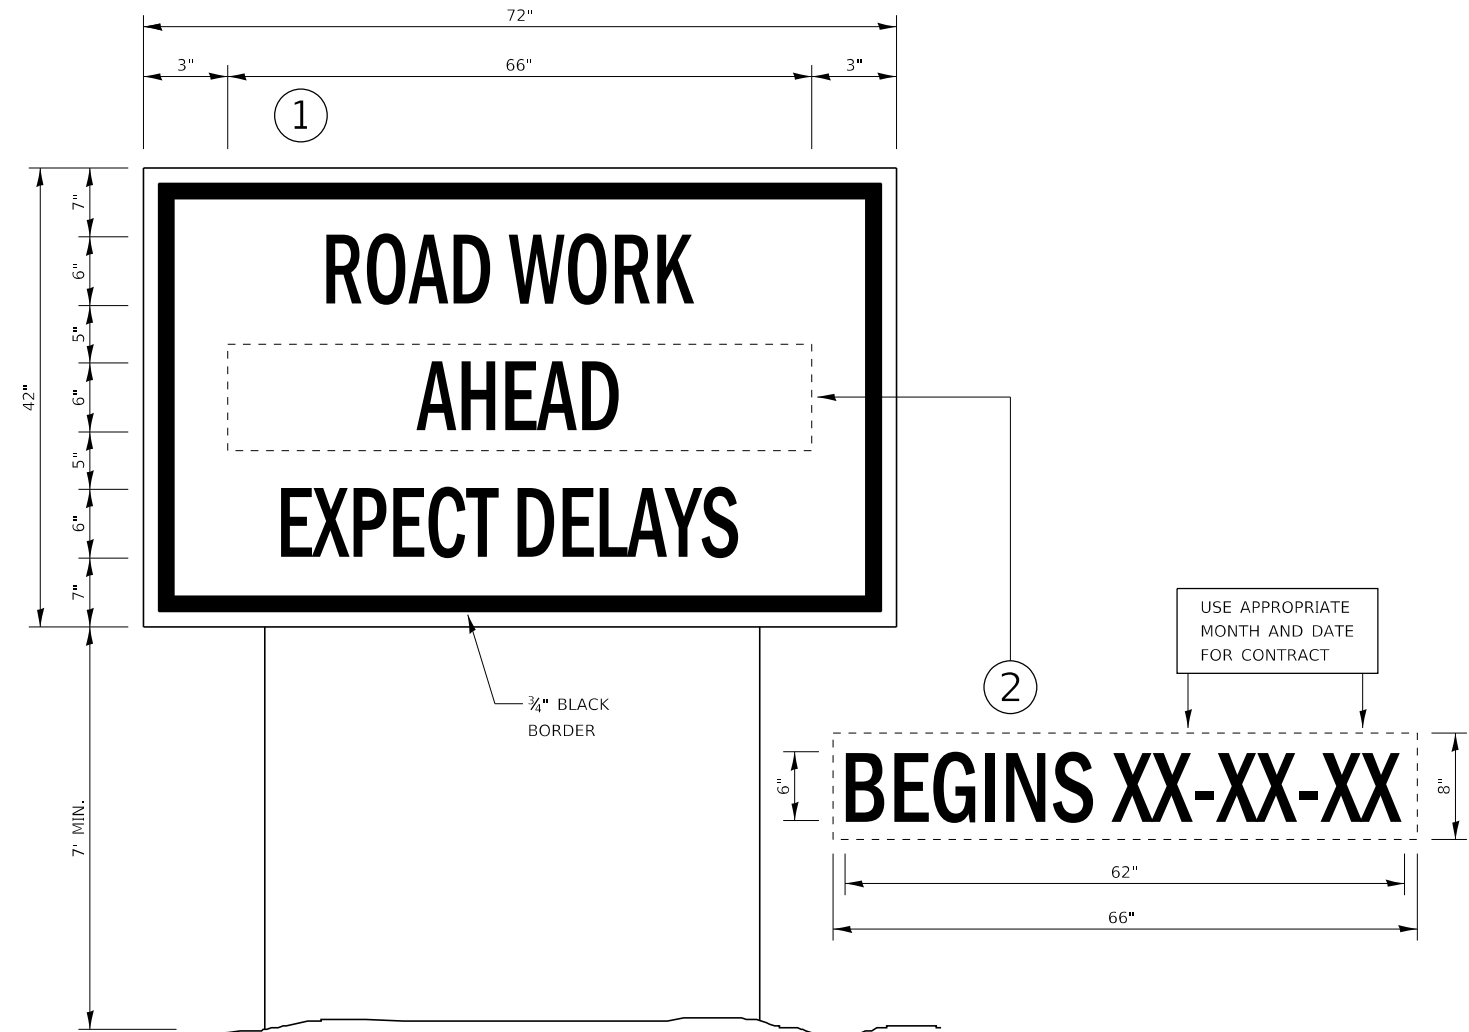 72"
3" 66" 3"
1
7"
6"
5"
6"
5"
6"
7"
42"
ROAD WORK
AHEAD
EXPECT DELAYS
¾" BLACK
BORDER
7' MIN.
2
USE APPROPRIATE
MONTH AND DATE
FOR CONTRACT
6"
BEGINS XX-XX-XX
8"
62"
66"